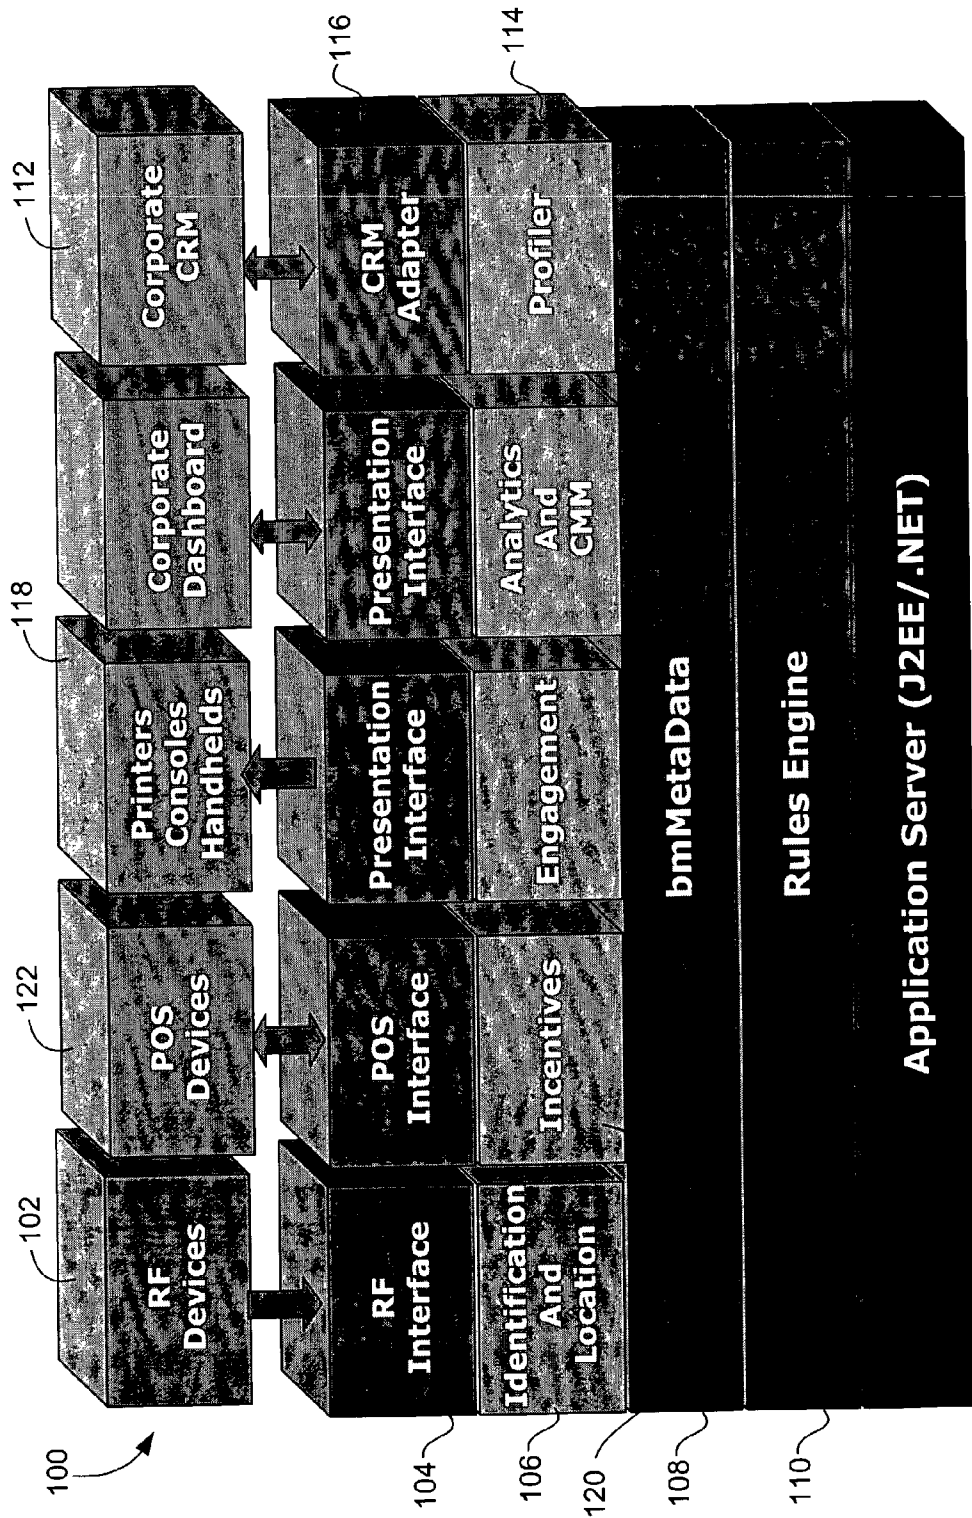 100
102
122
118
112
RF
Devices
POS
Devices
Printers
Consoles
Handhelds
Corporate
Dashboard
Corporate
CRM
104
RF
Interface
POS
Interface
Presentation
Interface
Presentation
Interface
CRM
Adapter
116
106
Identification
And
Location
Incentives
Engagement
Analytics
And
CMM
Profiler
114
120
108
bmMetaData
110
Rules Engine
Application Server (J2EE/.NET)